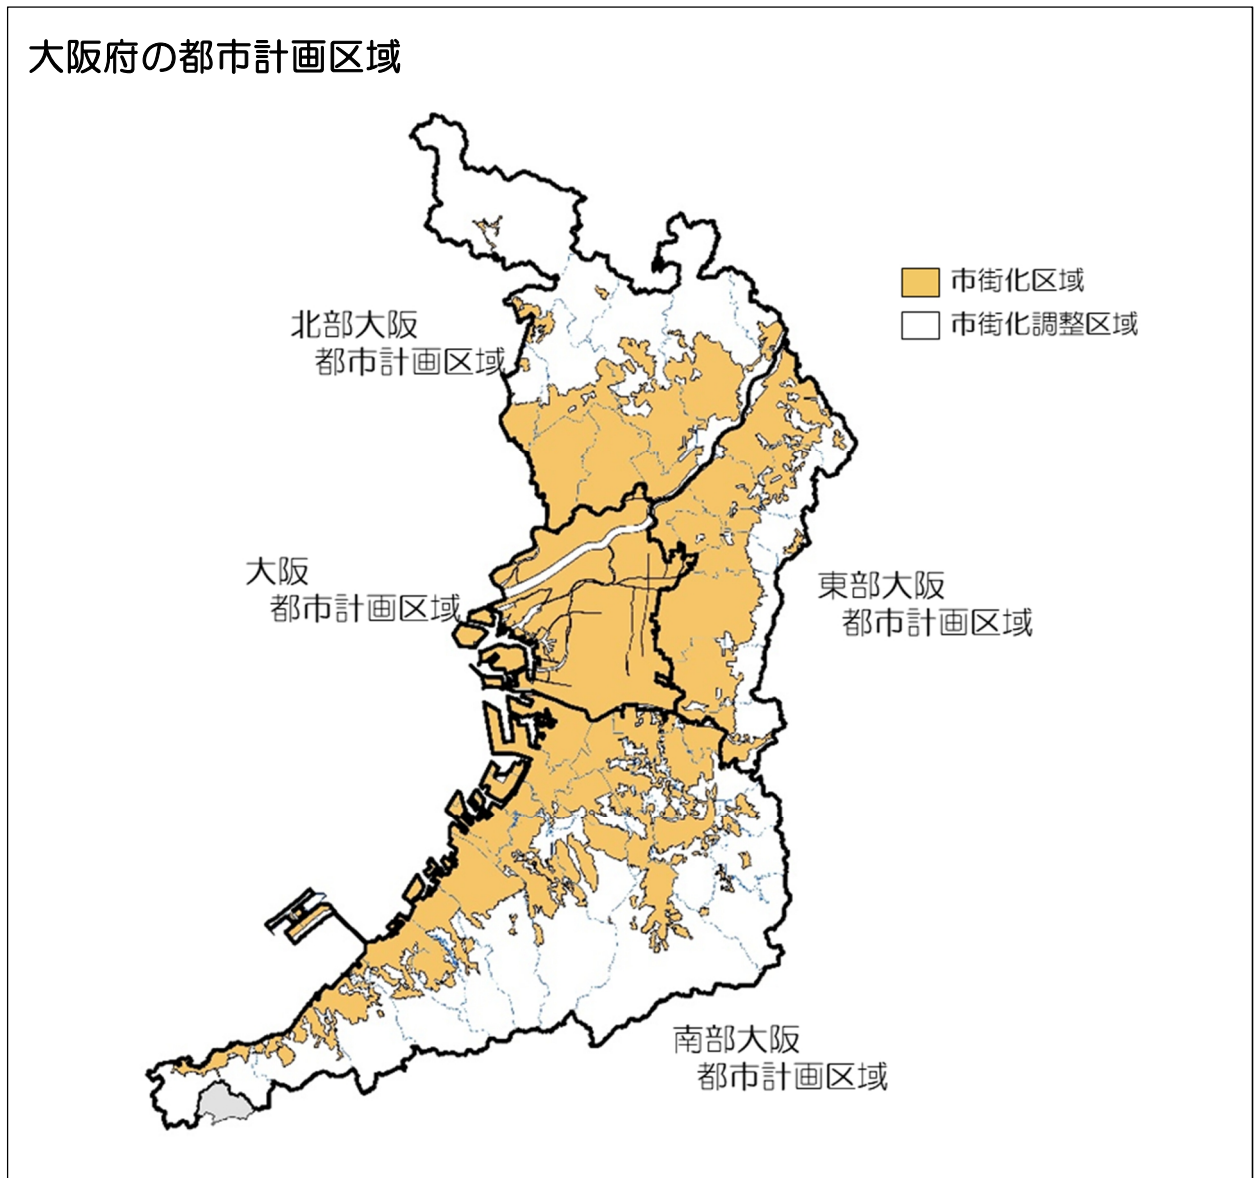 大阪府の都市計画区域
市街化区域
市街化調整区域
北部大阪
都市計画区域
大阪
都市計画区域
東部大阪
都市計画区域
南部大阪
都市計画区域